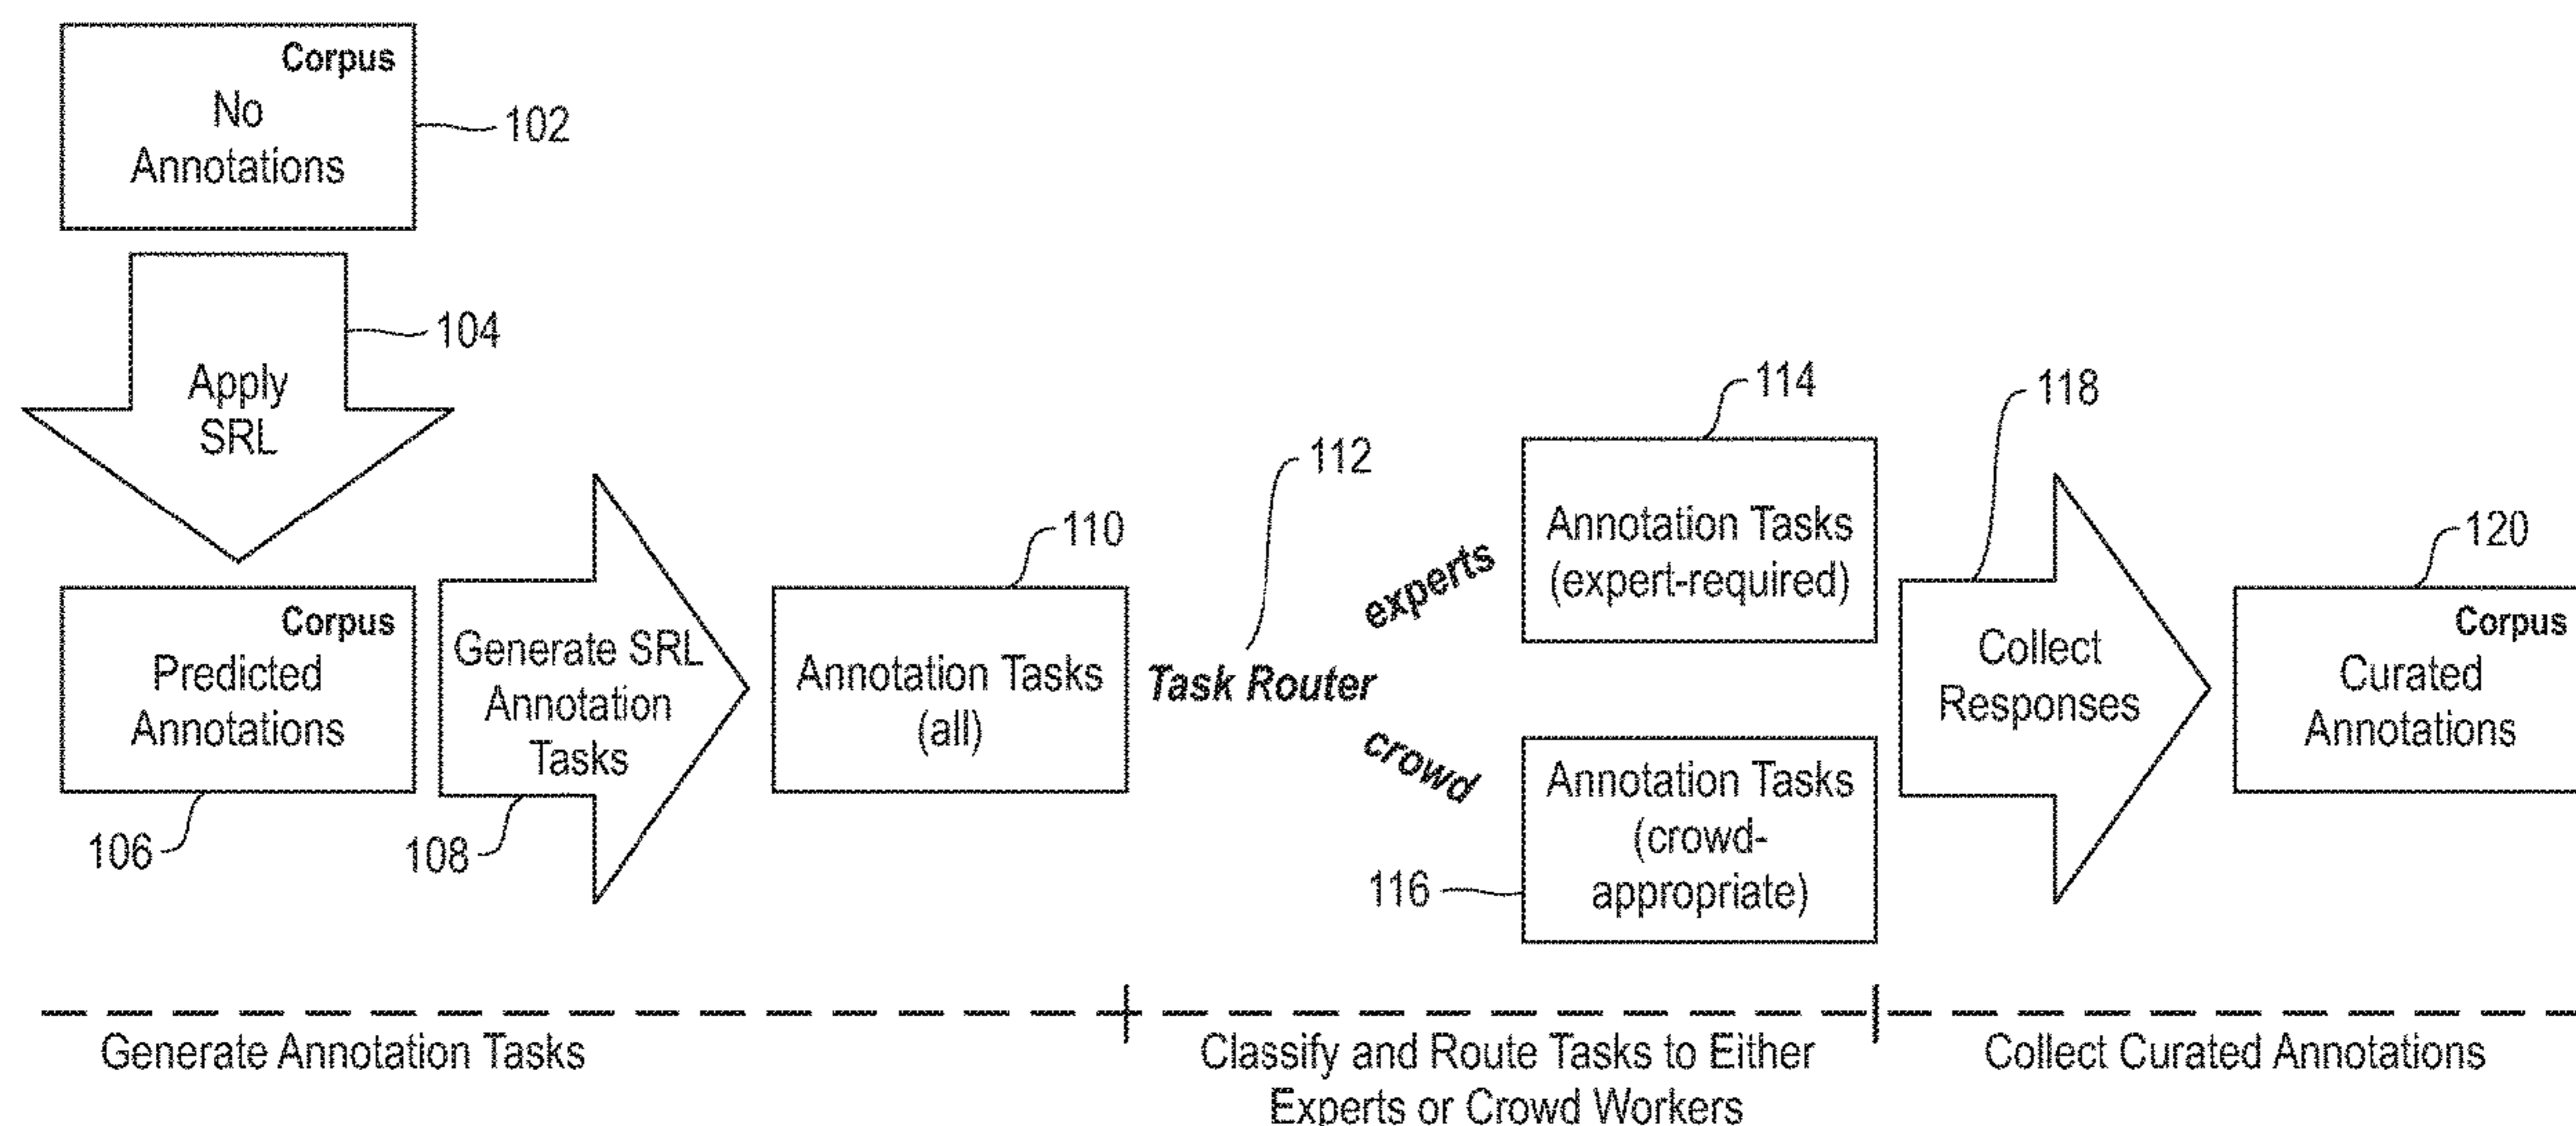 Corpus
No
Annotations
102
Apply
SRL
104
Corpus
Predicted
Annotations
106
Generate SRL
Annotation
Tasks
108
Annotation Tasks
(all)
110
Task Router
112
experts
crowd
Annotation Tasks
(expert-required)
114
Annotation Tasks
(crowd-
appropriate)
116
Collect
Responses
118
Corpus
Curated
Annotations
120
Generate Annotation Tasks
Classify and Route Tasks to Either
Experts or Crowd Workers
Collect Curated Annotations